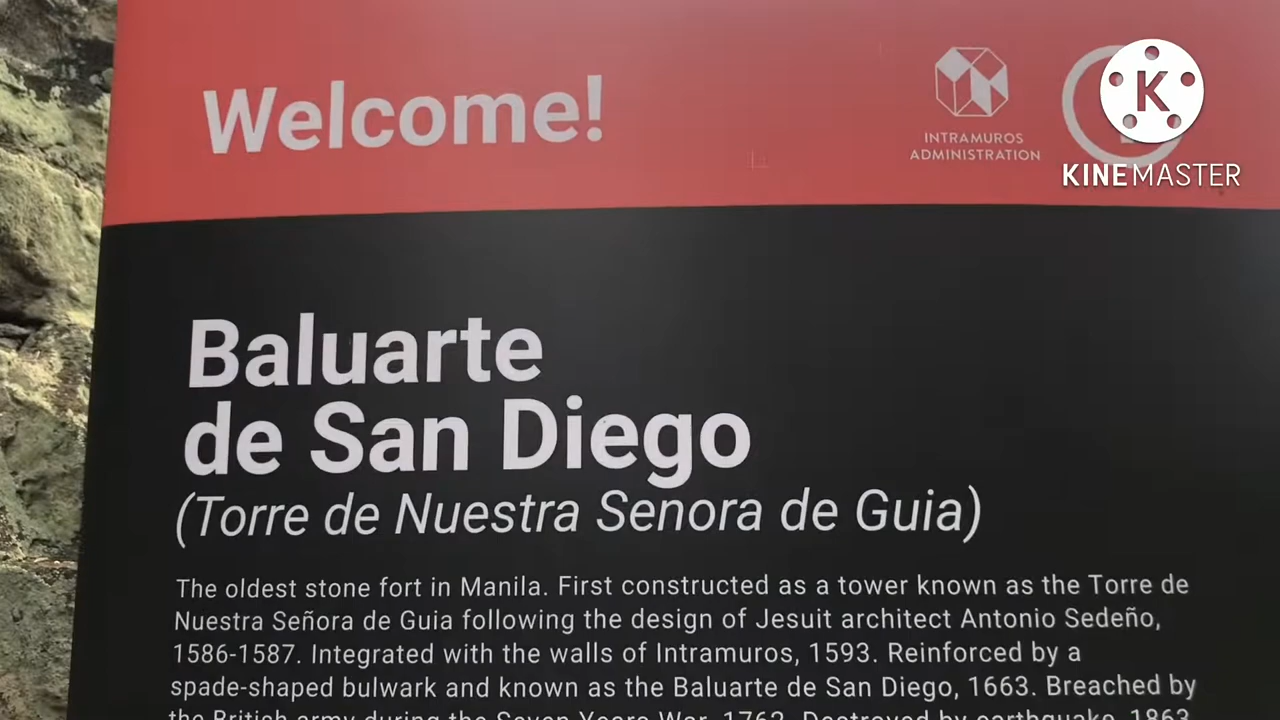 Welcome!
INTRAMUROS
ADMINISTRATION
K
KINEMASTER
Baluarte
de San Diego
(Torre de Nuestra Senora de Guia)
The oldest stone fort in Manila. First constructed as a tower known as the Torre de
Nuestra Señora de Guia following the design of Jesuit architect Antonio Sedeño,
1586-1587. Integrated with the walls of Intramuros, 1593. Reinforced by a
spade-shaped bulwark and known as the Baluarte de San Diego, 1663. Breached by
the British army during the Seven Years War, 1762. Destroyed by earthquake, 1863.